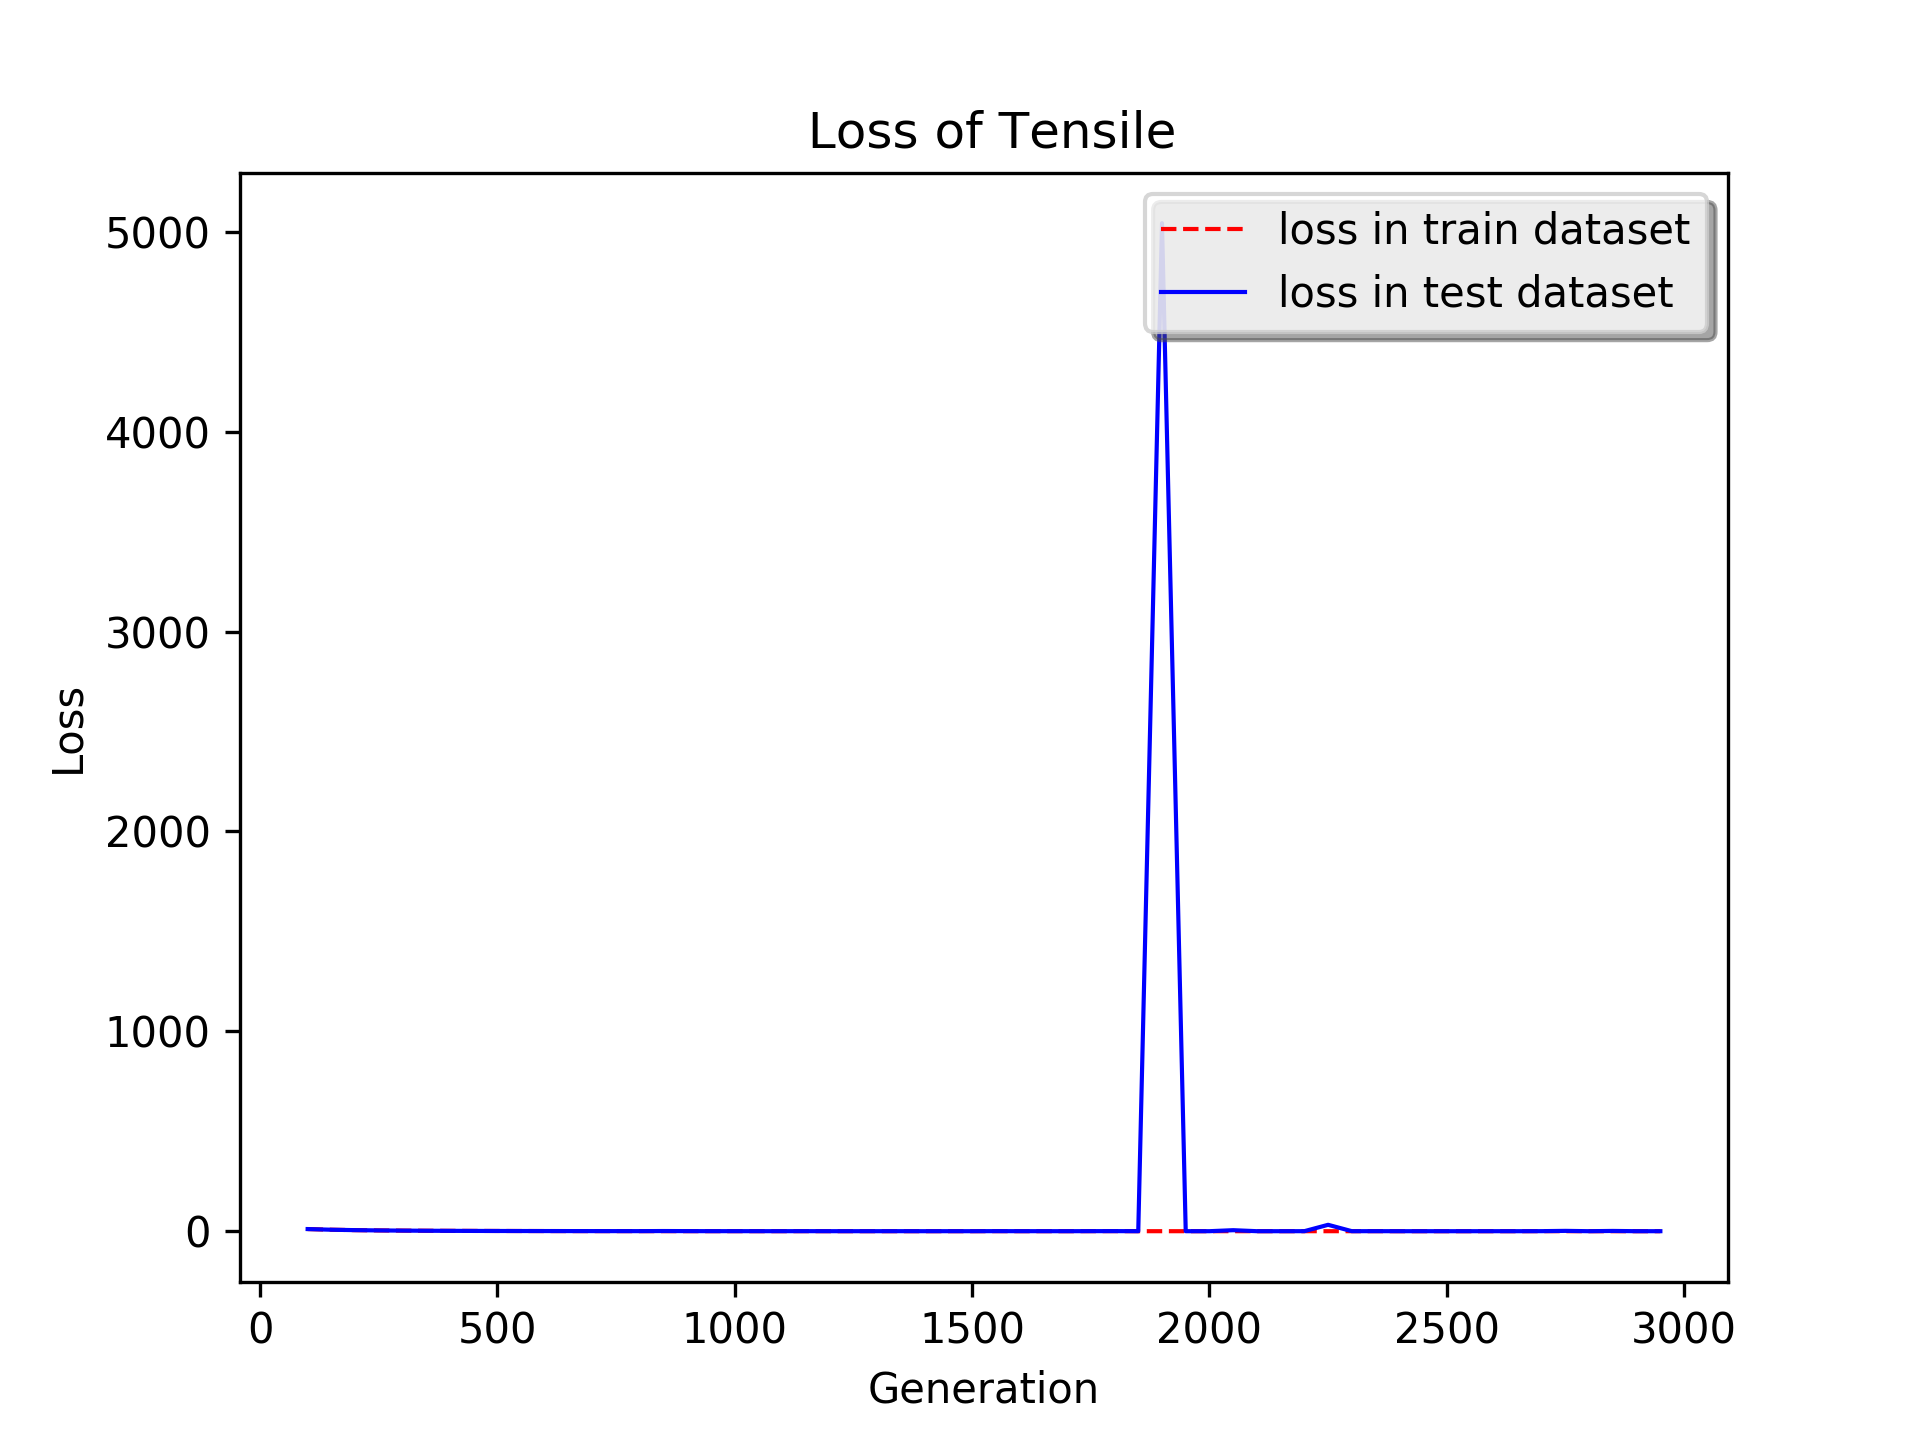 Loss of Tensile
loss in train dataset
loss in test dataset
5000
4000
3000
2000
1000
0
Loss
0 500 1000 1500 2000 2500 3000
Generation